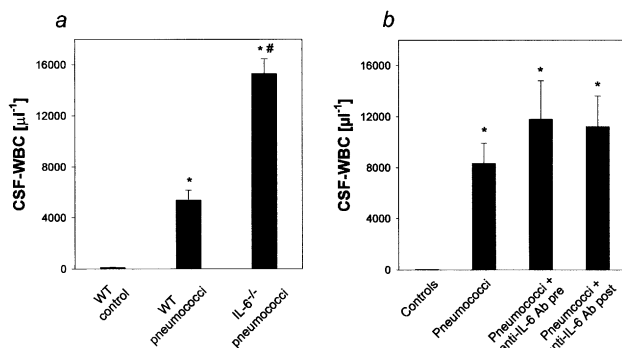 a
b
CSF-WBC [µl⁻¹]
16000
12000
8000
4000
0
*
* #
WT
control
WT
pneumococci
IL-6⁻/⁻
pneumococci
CSF-WBC [µl⁻¹]
16000
12000
8000
4000
0
*
*
*
Controls
Pneumococci
Pneumococci +
anti-IL-6 Ab pre
Pneumcocci +
anti-IL-6 Ab post